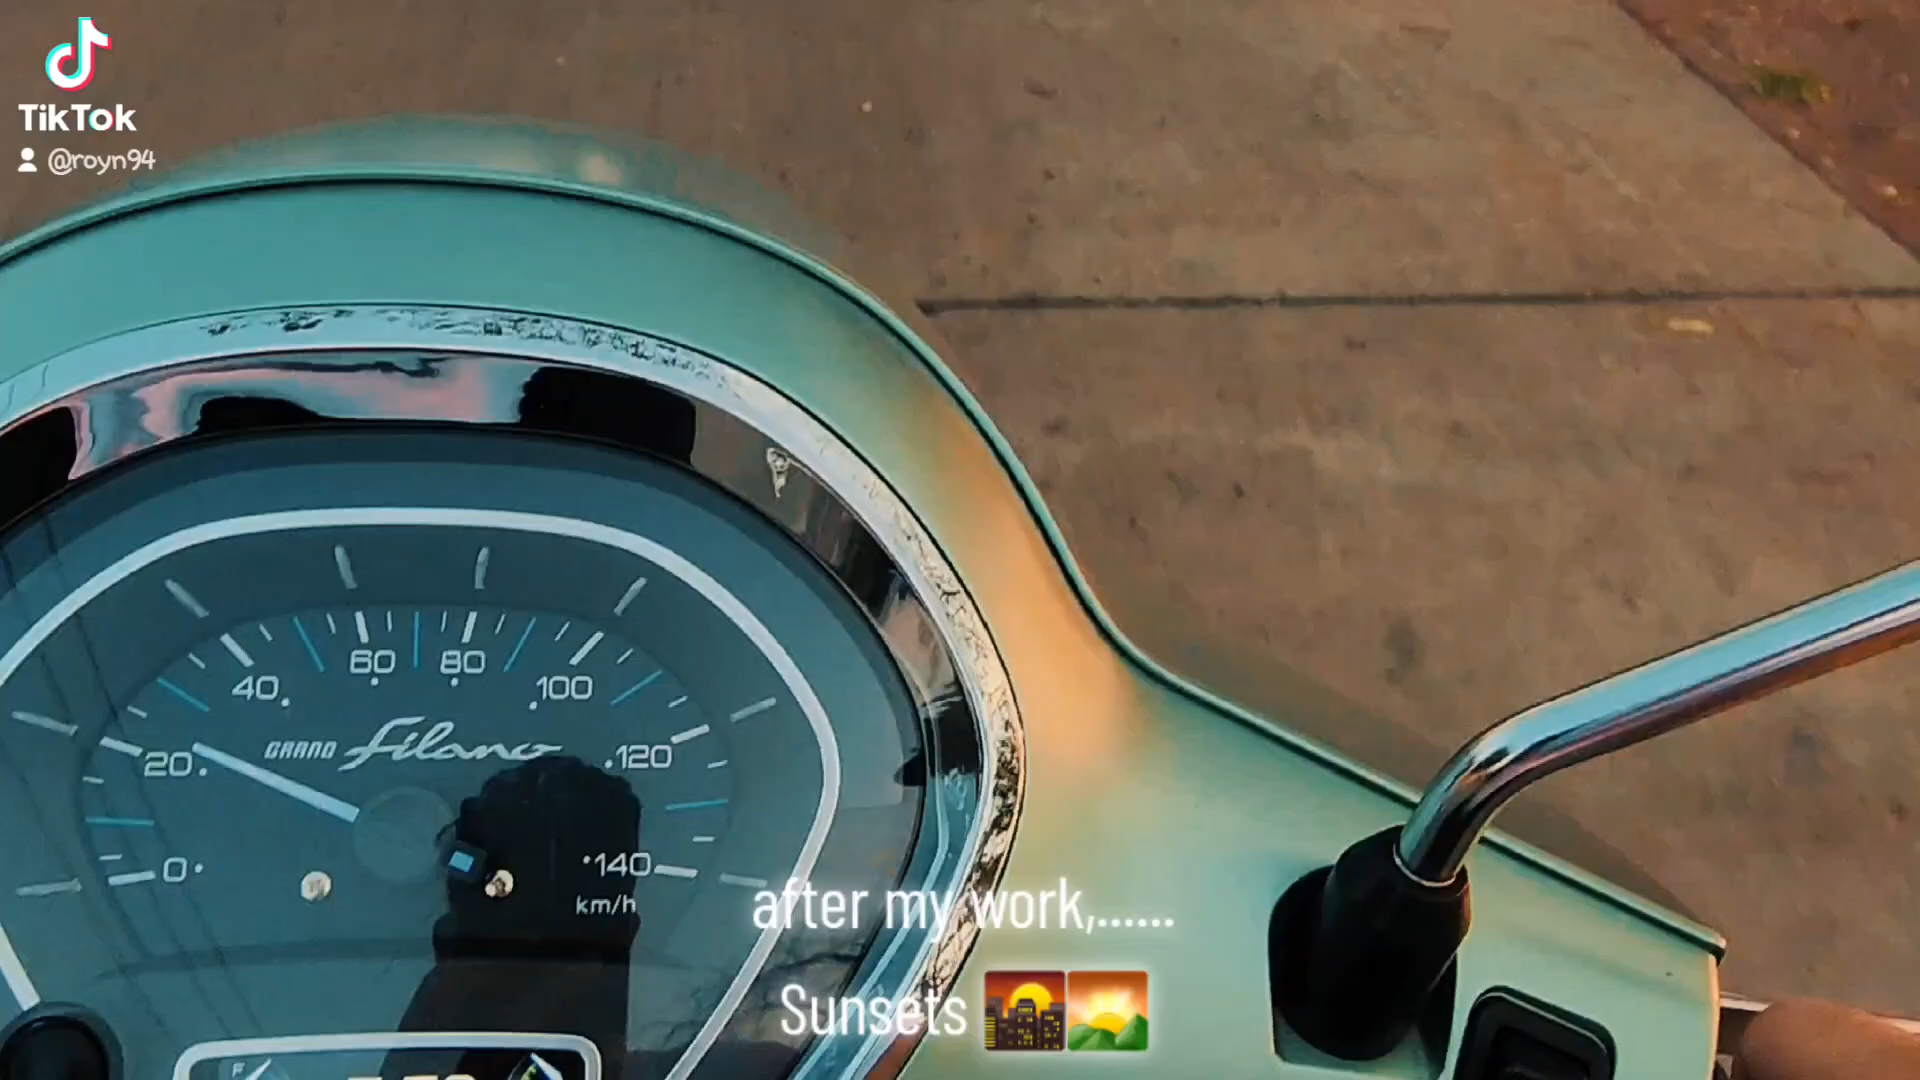 TikTok
@royn94
60
80
40
100
GRAND Filano
20
120
0
140
km/h
after my work,......
Sunsets 🌇🌄
F